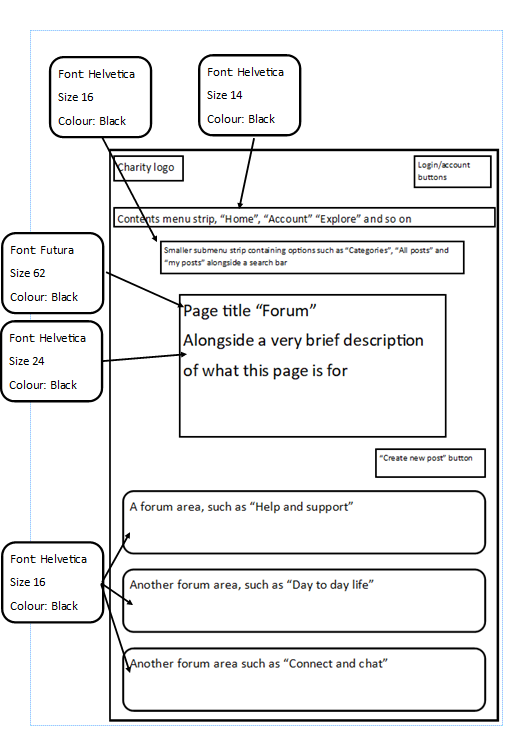 Font: Helvetica
Size 16
Colour: Black
Font: Helvetica
Size 14
Colour: Black
Charity logo
Login/account
buttons
Contents menu strip, “Home”, “Account” “Explore” and so on
Smaller submenu strip containing options such as “Categories”, “All posts” and
“my posts” alongside a search bar
Font: Futura
Size 62
Colour: Black
Font: Helvetica
Size 24
Colour: Black
Page title “Forum”
Alongside a very brief description
of what this page is for
“Create new post” button
A forum area, such as “Help and support”
Font: Helvetica
Size 16
Colour: Black
Another forum area, such as “Day to day life”
Another forum area such as “Connect and chat”